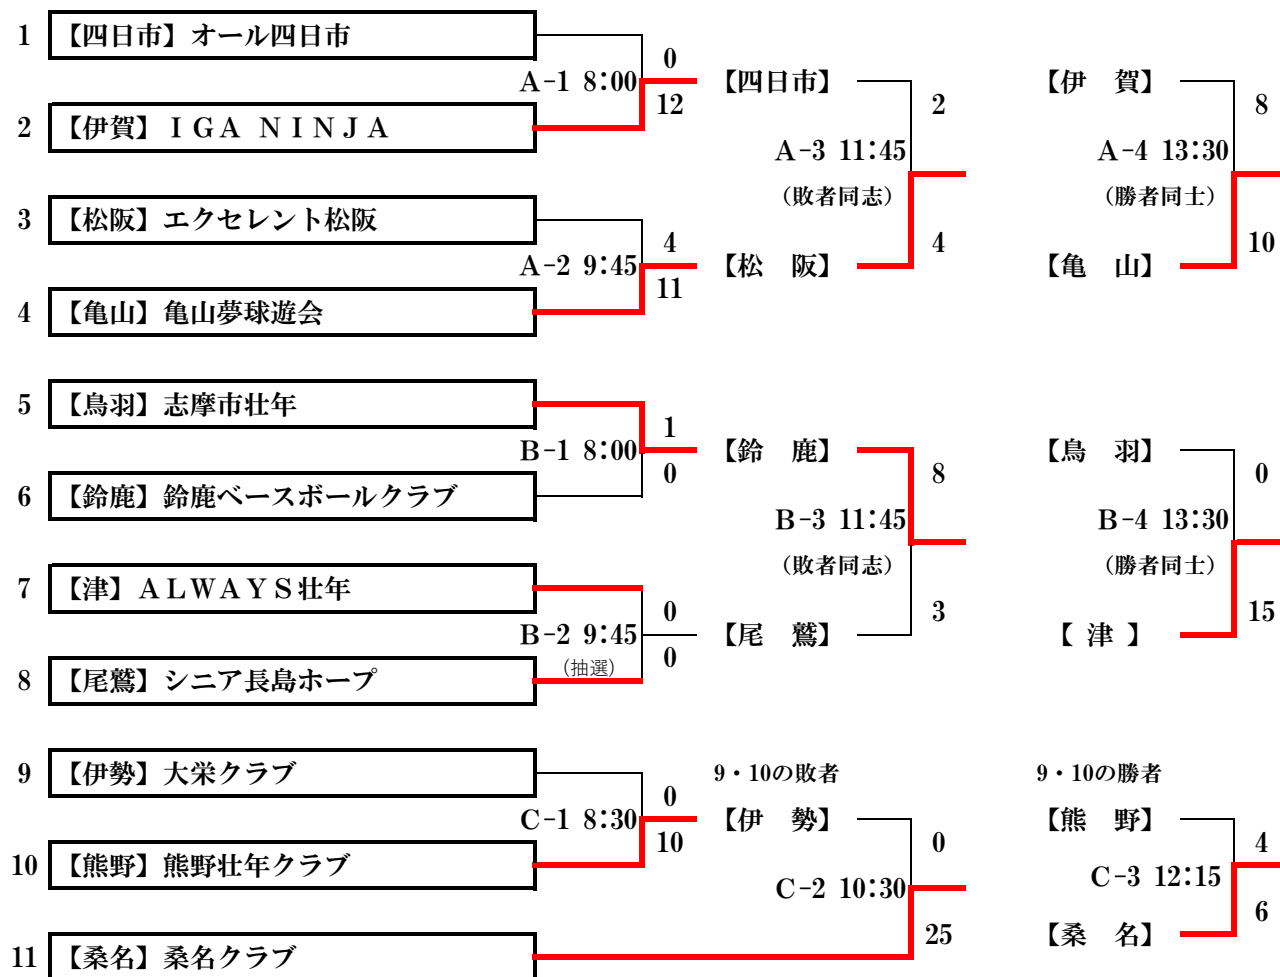 1 【四日市】オール四日市
0
A-1 8:00
12
2 【伊賀】ＩＧＡ ＮＩＮＪＡ
3 【松阪】エクセレント松阪
4
A-2 9:45
11
4 【亀山】亀山夢球遊会
【四日市】
2
A-3 11:45
（敗者同志）
【松　阪】
4
【伊　賀】
8
A-4 13:30
（勝者同士）
【亀　山】
10
5 【鳥羽】志摩市壮年
1
B-1 8:00
0
6 【鈴鹿】鈴鹿ベースボールクラブ
7 【津】ＡＬＷＡＹＳ壮年
0
B-2 9:45
0
（抽選）
8 【尾鷲】シニア長島ホープ
【鈴　鹿】
8
B-3 11:45
（敗者同志）
3
【尾　鷲】
【鳥　羽】
0
B-4 13:30
（勝者同士）
15
【 津 】
9 【伊勢】大栄クラブ
0
C-1 8:30
10
10 【熊野】熊野壮年クラブ
11 【桑名】桑名クラブ
9・10の敗者
【伊　勢】
0
C-2 10:30
25
9・10の勝者
【熊　野】
4
C-3 12:15
6
【桑　名】